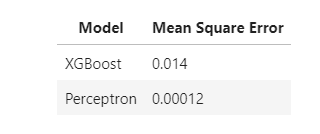 Model Mean Square Error
XGBoost 0.014
Perceptron 0.00012